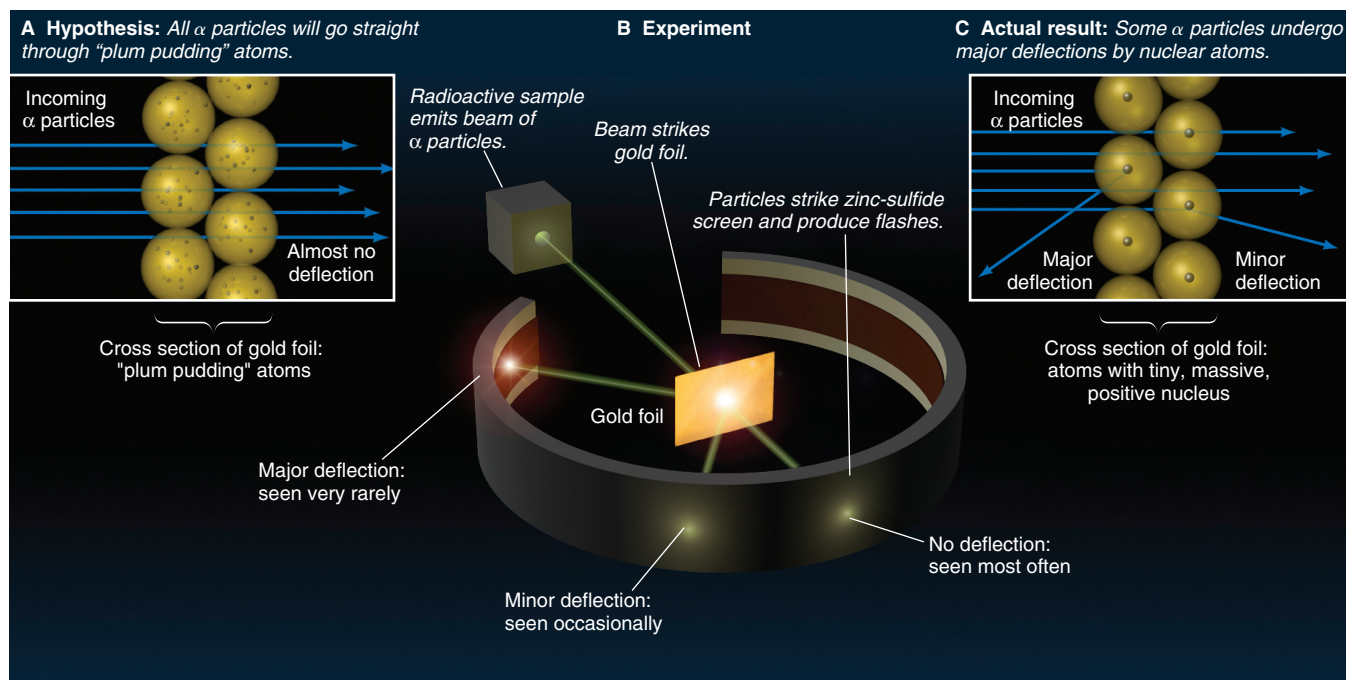 A Hypothesis: All α particles will go straight
through “plum pudding” atoms.
Incoming
α particles
Almost no
deflection
Cross section of gold foil:
"plum pudding" atoms
B Experiment
Radioactive sample
emits beam of
α particles.
Beam strikes
gold foil.
Particles strike zinc-sulfide
screen and produce flashes.
Gold foil
Major deflection:
seen very rarely
Minor deflection:
seen occasionally
No deflection:
seen most often
C Actual result: Some α particles undergo
major deflections by nuclear atoms.
Incoming
α particles
Major
deflection
Minor
deflection
Cross section of gold foil:
atoms with tiny, massive,
positive nucleus